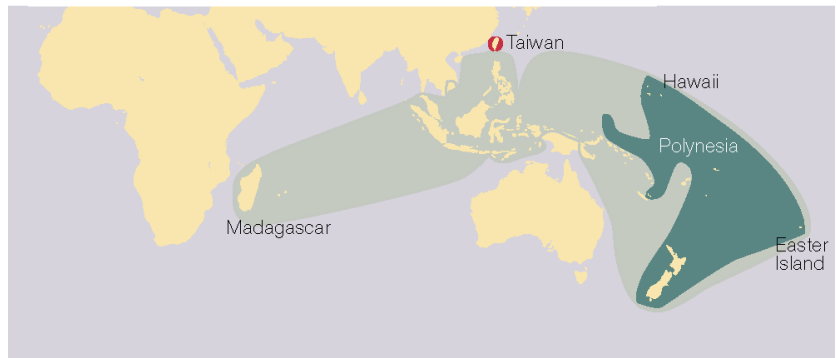 Taiwan
Hawaii
Polynesia
Madagascar
Easter
Island